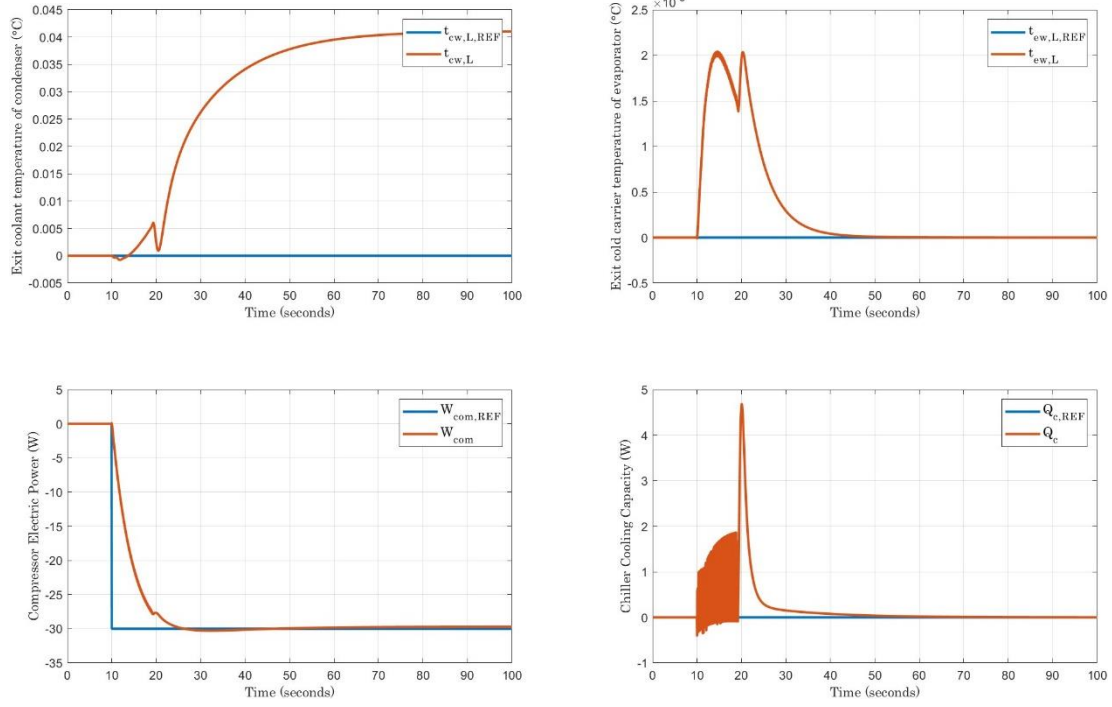 0.045
0.04
0.035
0.03
0.025
0.02
0.015
0.01
0.005
0
-0.005
0 10 20 30 40 50 60 70 80 90 100
Exit coolant temperature of condenser (°C)
Time (seconds)
t_cw,L,REF
t_cw,L
2.5
2
1.5
1
0.5
0
-0.5
0 10 20 30 40 50 60 70 80 90 100
Exit cold carrier temperature of evaporator (°C)
Time (seconds)
t_ew,L,REF
t_ew,L
5
0
-5
-10
-15
-20
-25
-30
-35
0 10 20 30 40 50 60 70 80 90 100
Compressor Electric Power (W)
Time (seconds)
W_com,REF
W_com
5
4
3
2
1
0
-1
0 10 20 30 40 50 60 70 80 90 100
Chiller Cooling Capacity (W)
Time (seconds)
Q_c,REF
Q_c